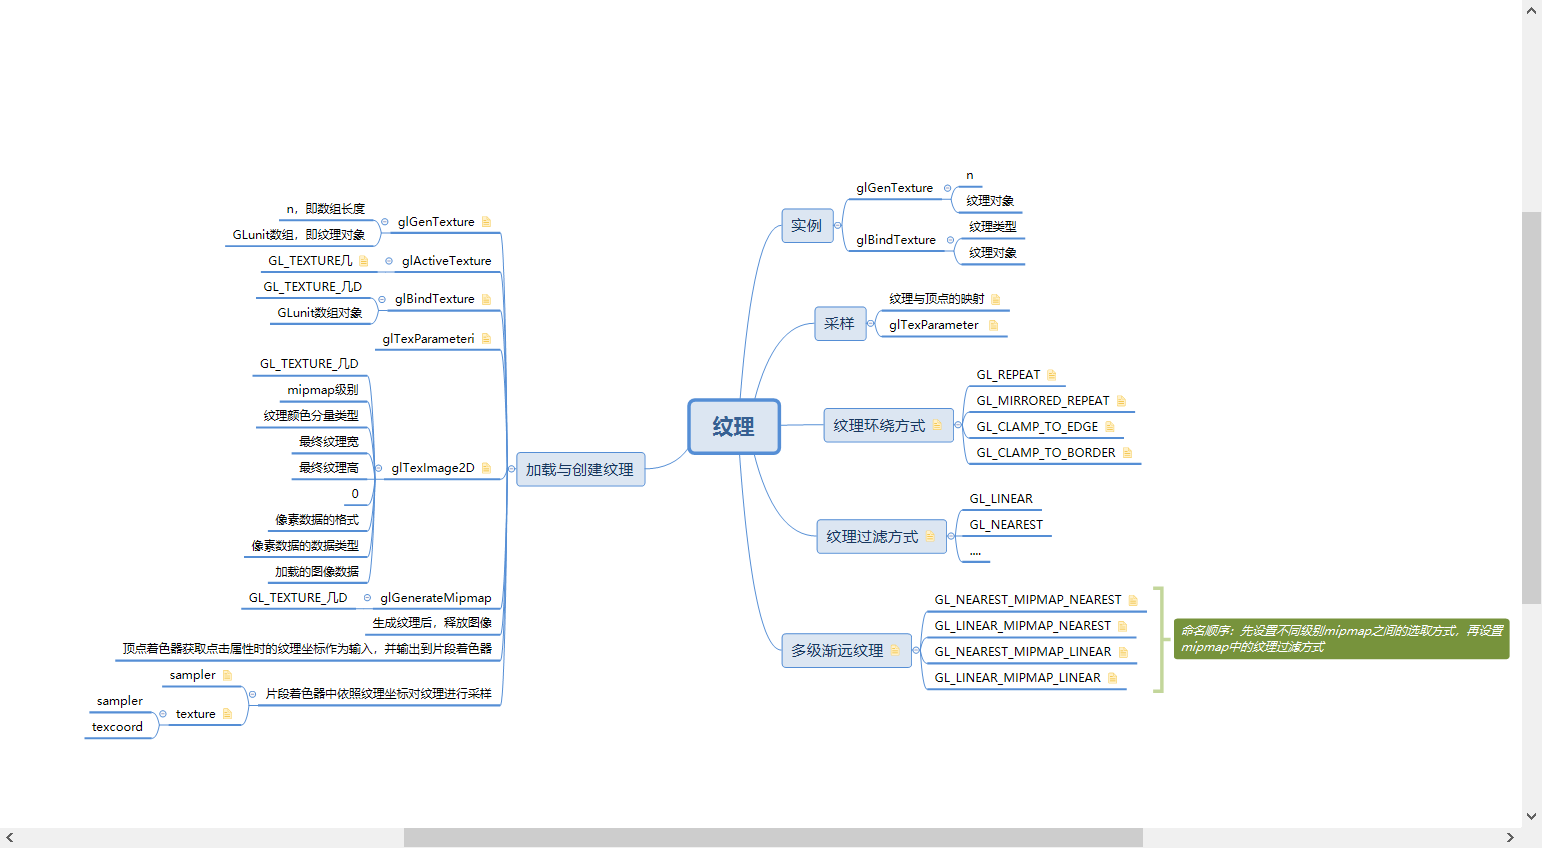 纹理
实例
glGenTexture
n
纹理对象
glBindTexture
纹理类型
纹理对象
采样
纹理与顶点的映射
glTexParameter
纹理环绕方式
GL_REPEAT
GL_MIRRORED_REPEAT
GL_CLAMP_TO_EDGE
GL_CLAMP_TO_BORDER
纹理过滤方式
GL_LINEAR
GL_NEAREST
....
多级渐远纹理
GL_NEAREST_MIPMAP_NEAREST
GL_LINEAR_MIPMAP_NEAREST
GL_NEAREST_MIPMAP_LINEAR
GL_LINEAR_MIPMAP_LINEAR
命名顺序：先设置不同级别mipmap之间的选取方式，再设置
mipmap中的纹理过滤方式
加载与创建纹理
glGenTexture
n，即数组长度
GLunit数组，即纹理对象
glActiveTexture
GL_TEXTURE几
glBindTexture
GL_TEXTURE_几D
GLunit数组对象
glTexParameteri
glTexImage2D
GL_TEXTURE_几D
mipmap级别
纹理颜色分量类型
最终纹理宽
最终纹理高
0
像素数据的格式
像素数据的数据类型
加载的图像数据
glGenerateMipmap
GL_TEXTURE_几D
生成纹理后，释放图像
顶点着色器获取点击属性时的纹理坐标作为输入，并输出到片段着色器
片段着色器中依照纹理坐标对纹理进行采样
sampler
texture
sampler
texcoord